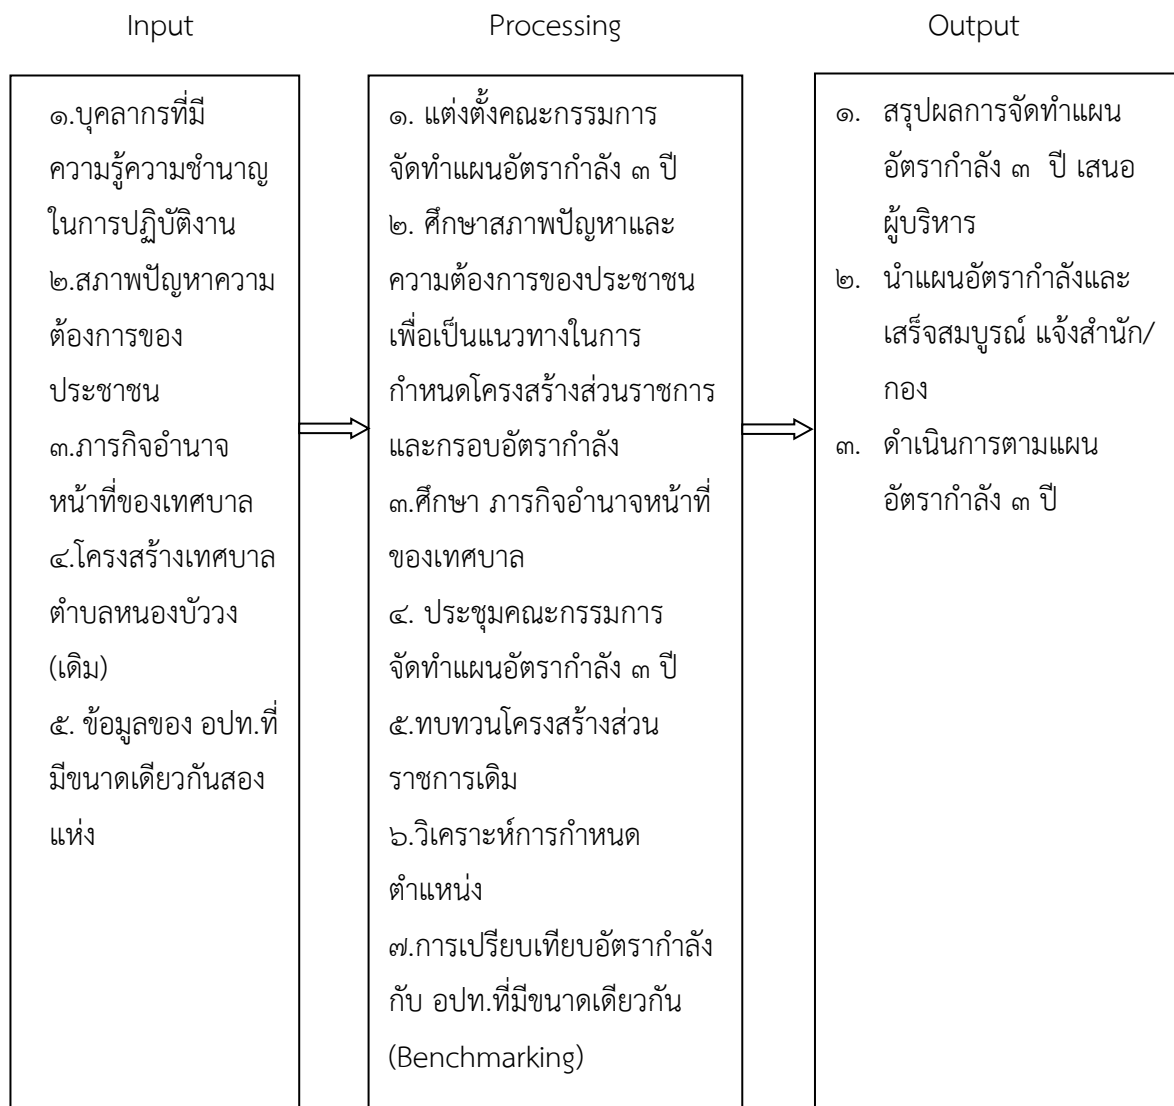 Input
Processing
Output
๑.บุคลากรที่มี
ความรู้ความชำนาญ
ในการปฏิบัติงาน
๒.สภาพปัญหาความ
ต้องการของ
ประชาชน
๓.ภารกิจอำนาจ
หน้าที่ของเทศบาล
๔.โครงสร้างเทศบาล
ตำบลหนองบัววง
(เดิม)
๕. ข้อมูลของ อปท.ที่
มีขนาดเดียวกันสอง
แห่ง
๑. แต่งตั้งคณะกรรมการ
จัดทำแผนอัตรากำลัง ๓ ปี
๒. ศึกษาสภาพปัญหาและ
ความต้องการของประชาชน
เพื่อเป็นแนวทางในการ
กำหนดโครงสร้างส่วนราชการ
และกรอบอัตรากำลัง
๓.ศึกษา ภารกิจอำนาจหน้าที่
ของเทศบาล
๔. ประชุมคณะกรรมการ
จัดทำแผนอัตรากำลัง ๓ ปี
๕.ทบทวนโครงสร้างส่วน
ราชการเดิม
๖.วิเคราะห์การกำหนด
ตำแหน่ง
๗.การเปรียบเทียบอัตรากำลัง
กับ อปท.ที่มีขนาดเดียวกัน
(Benchmarking)
๑. สรุปผลการจัดทำแผน
อัตรากำลัง ๓ ปี เสนอ
ผู้บริหาร
๒. นำแผนอัตรากำลังและ
เสร็จสมบูรณ์ แจ้งสำนัก/
กอง
๓. ดำเนินการตามแผน
อัตรากำลัง ๓ ปี